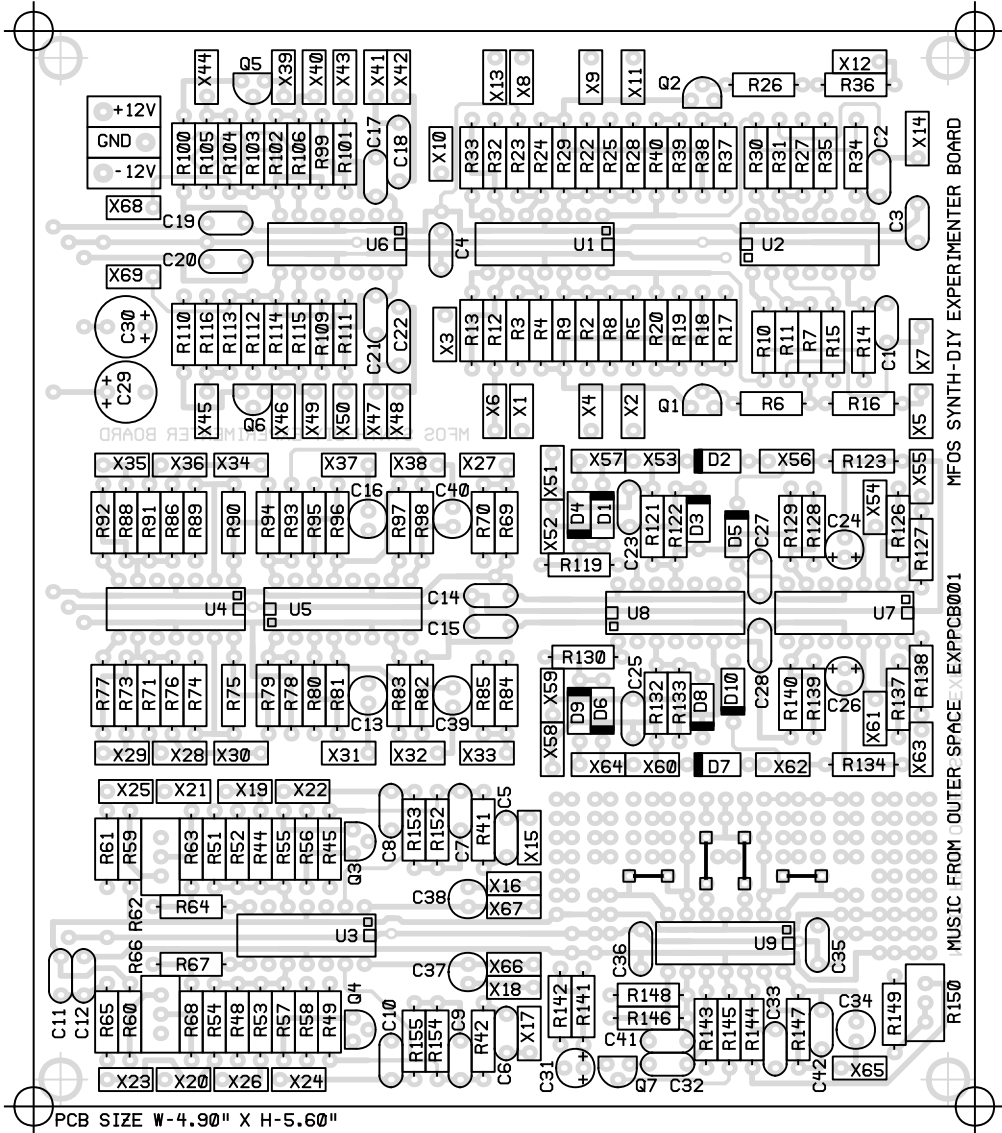 X44 Q5 X39 X40 X43 X41 X42 X13 X8 X9 X11 Q2 R26 X12 R36
+12V
GND
-12V
R100 R105 R104 R103 R102 R106 R99 R101 C17 C18 X10 R33 R32 R23 R24 R29 R22 R25 R28 R40 R39 R38 R37 R30 R31 R27 R35 R34 C2 X14
X68
C19 U6 C4 U1 U2 C3
C20
X69
C30 R110 R116 R113 R112 R114 R115 R109 R111 C21 C22 X3 R13 R12 R3 R4 R9 R2 R8 R5 R20 R19 R18 R17 R10 R11 R7 R15 R14 C1 X7
C29 X45 Q6 X46 X49 X50 X47 X48 X6 X1 X4 X2 Q1 R6 R16 X5
MFOS SYNTH-DIY EXPERIMENTER BOARD
X35 X36 X34 X37 X38 X27 X51 X57 X53 D2 X56 R123 X55
R92 R88 R91 R86 R89 R90 R94 R93 R95 R96 C16 R97 R98 C40 R70 R69 X52 D4 D1 C23 R121 R122 D3 D5 C27 R129 R128 C24 X54 R126 R127
R119
U4 U5 C14 C15 U8 U7
R130
R77 R73 R71 R76 R74 R75 R79 R78 R80 R81 C13 R83 R82 C39 R85 R84 X59 D9 D6 C25 R132 R133 D8 D10 C28 R140 R139 C26 X61 R137 R138
X29 X28 X30 X31 X32 X33 X58 X64 X60 D7 X62 R134 X63
X25 X21 X19 X22
R61 R59 R63 R51 R52 R44 R55 R56 R45 Q3 C8 R153 R152 C7 R41 C5 X15
R62 R64 C38 X16
X67
U3 C36 U9 C35
R66 R67 C37 X66
X18
C11 C12 R65 R60 R68 R54 R48 R53 R57 R58 R49 Q4 C10 R155 R154 C9 R42 C6 X17 R142 R141 R148 R146 C41 R143 R145 R144 C33 R147 C42 C34 R149 R150
X23 X20 X26 X24 C31 Q7 C32 X65
MUSIC FROM OUTER SPACE EXPPCB001
PCB SIZE W-4.90" X H-5.60"